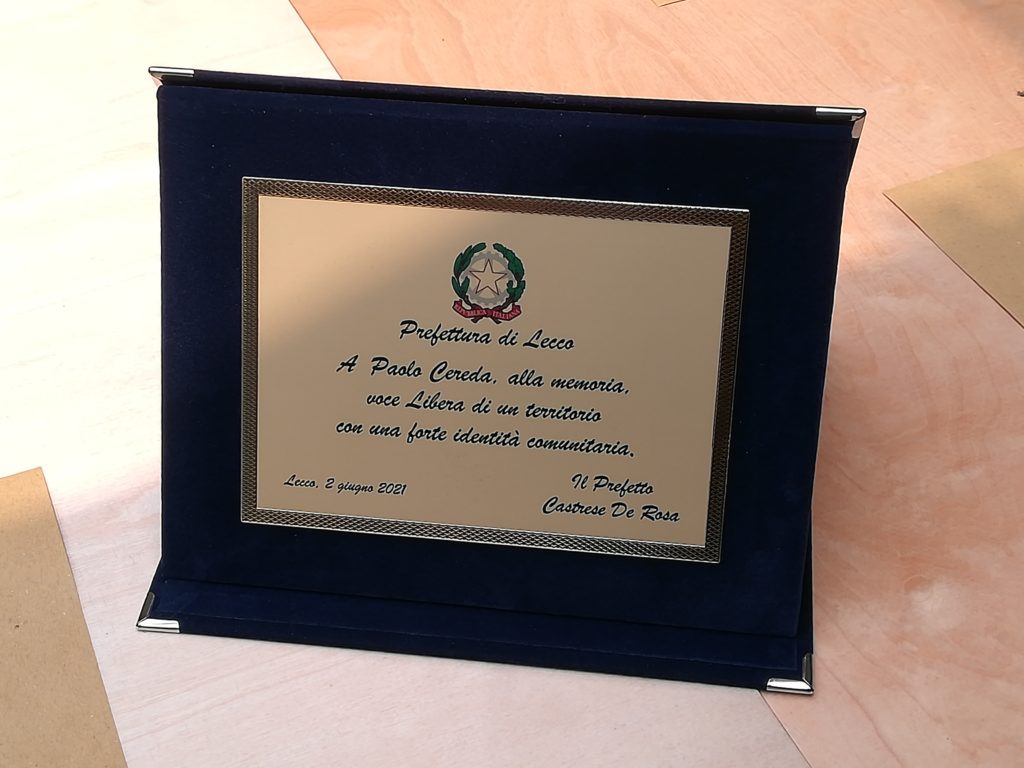 REPVBBLICA ITALIANA
Prefettura di Lecco
A Paolo Cereda, alla memoria,
voce Libera di un territorio
con una forte identità comunitaria.
Lecco, 2 giugno 2021
Il Prefetto
Castrese De Rosa